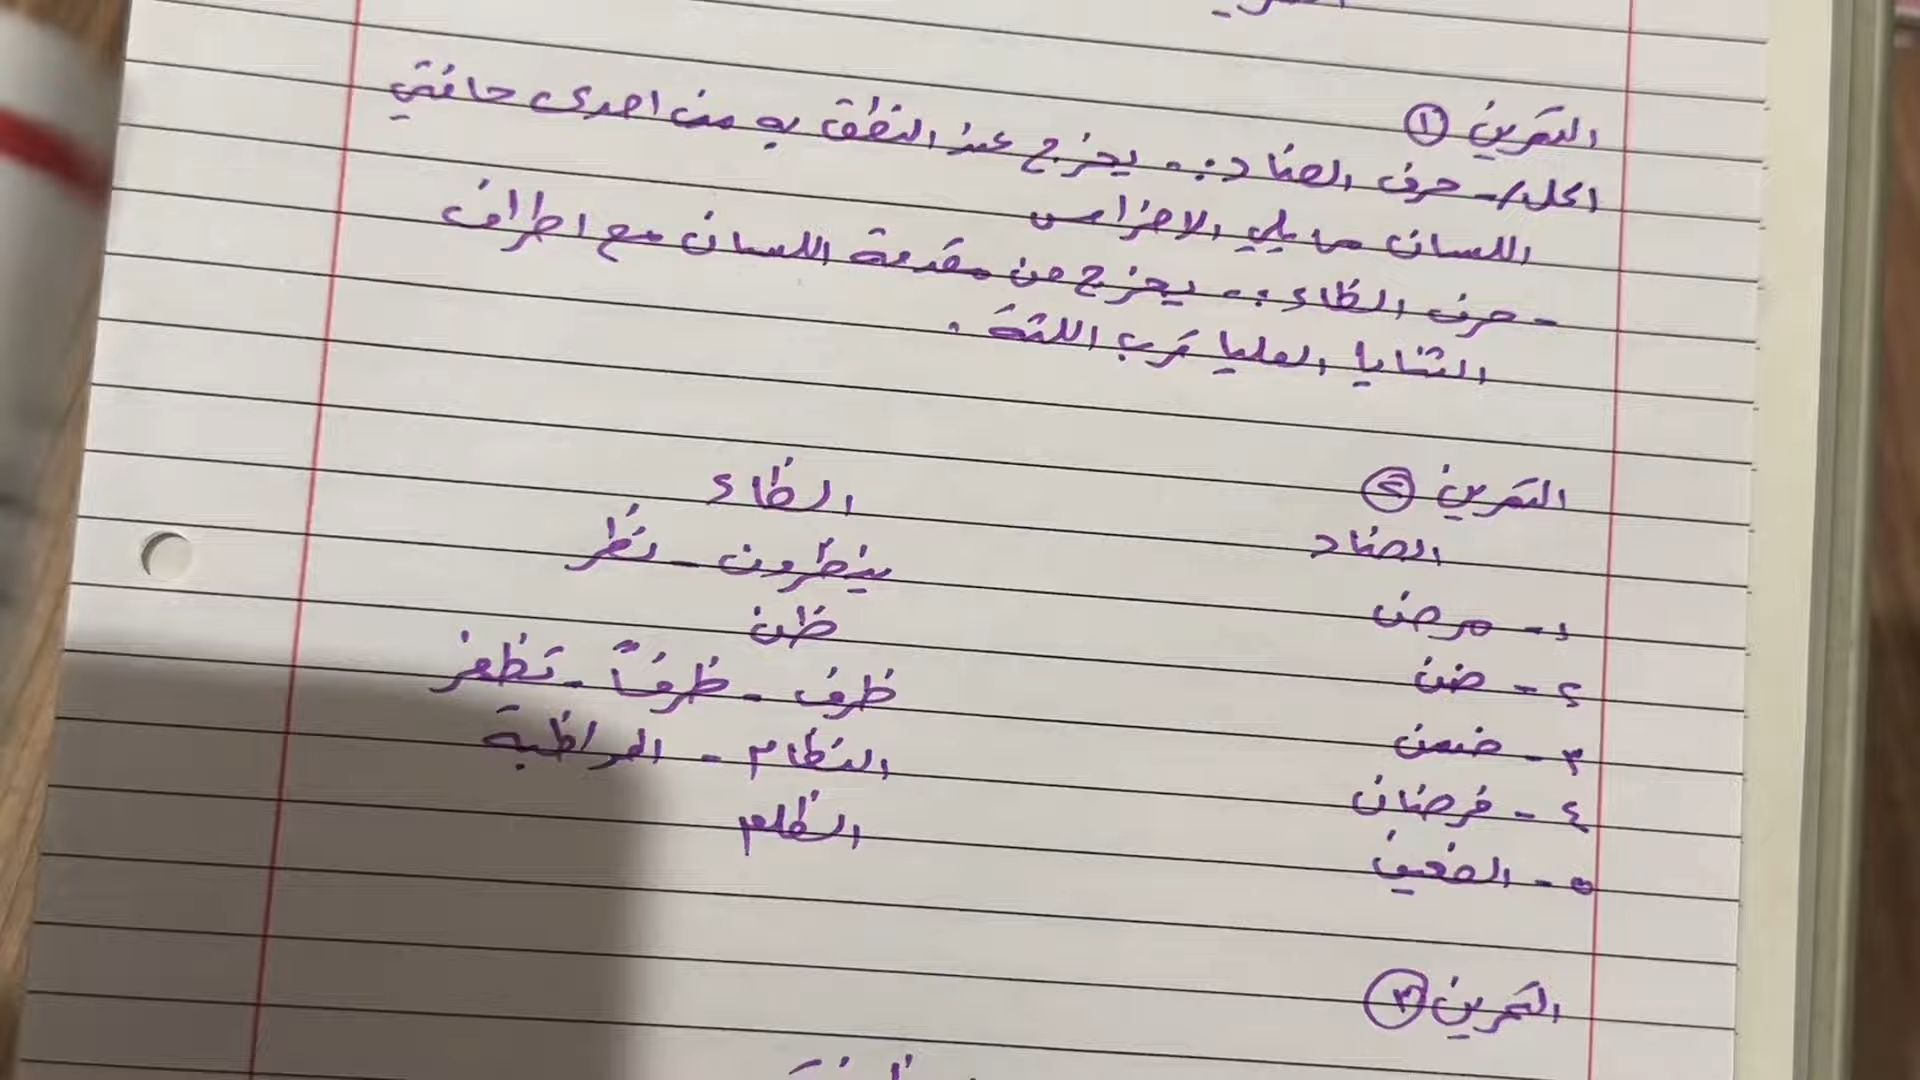 التمرين ١
الحل/- حرف الضاد:. يخرج عند النطق به من احدى حافتي
اللسان ما يلي الاضراس
- حرف الظاء :. يخرج من مقدمة اللسان مع اطراف
الثنايا العليا قرب اللثة .
التمرين ٢
الضاد الظاء
١- مرض ينظرون - نظر
٢- ضن ظن
٣- ضمن ظرف - ظرفاً - تظفر
٤- فرضان النظام - المواظبة
٥- الضعيف الظلم
التمرين ٣